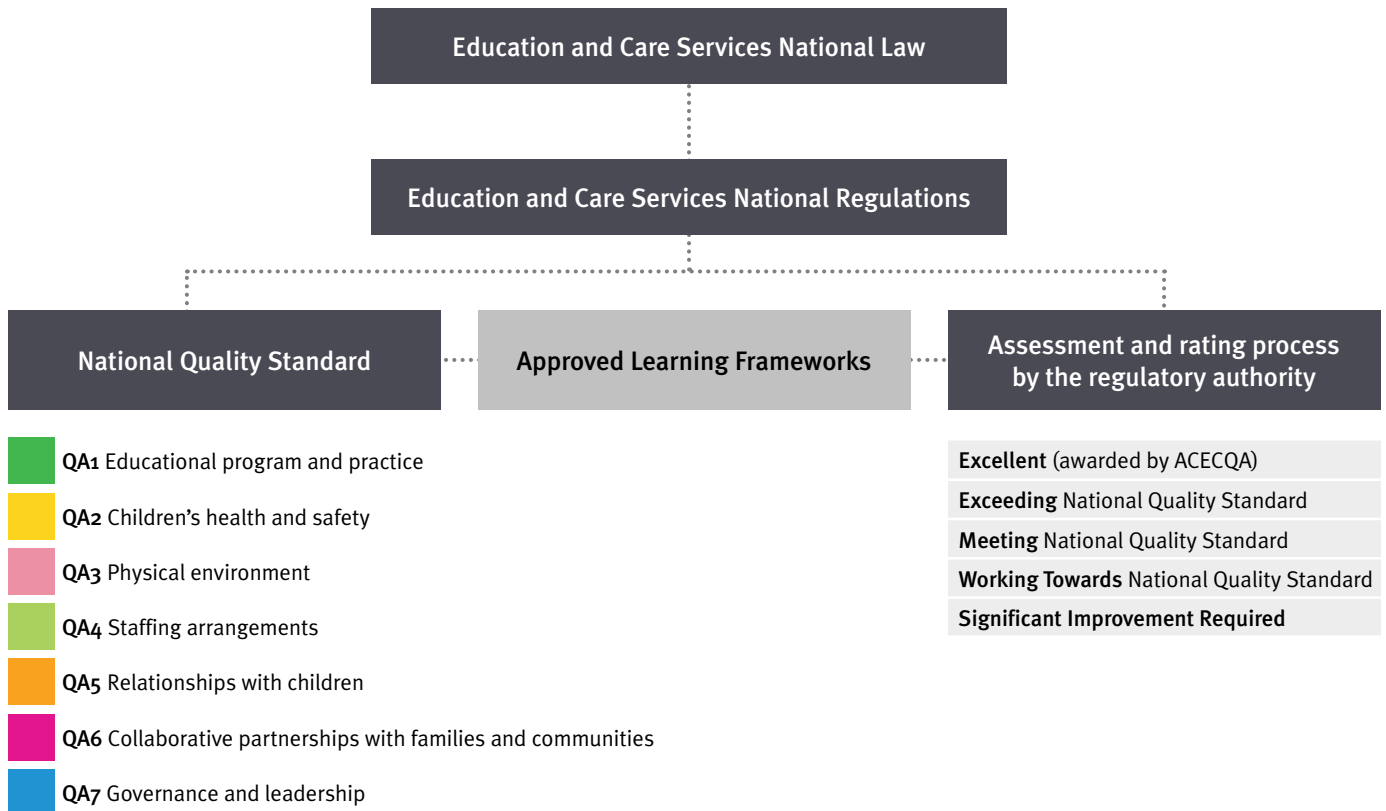 Education and Care Services National Law
Education and Care Services National Regulations
National Quality Standard
Approved Learning Frameworks
Assessment and rating process
by the regulatory authority
QA1 Educational program and practice
QA2 Children’s health and safety
QA3 Physical environment
QA4 Staffing arrangements
QA5 Relationships with children
QA6 Collaborative partnerships with families and communities
QA7 Governance and leadership
Excellent (awarded by ACECQA)
Exceeding National Quality Standard
Meeting National Quality Standard
Working Towards National Quality Standard
Significant Improvement Required